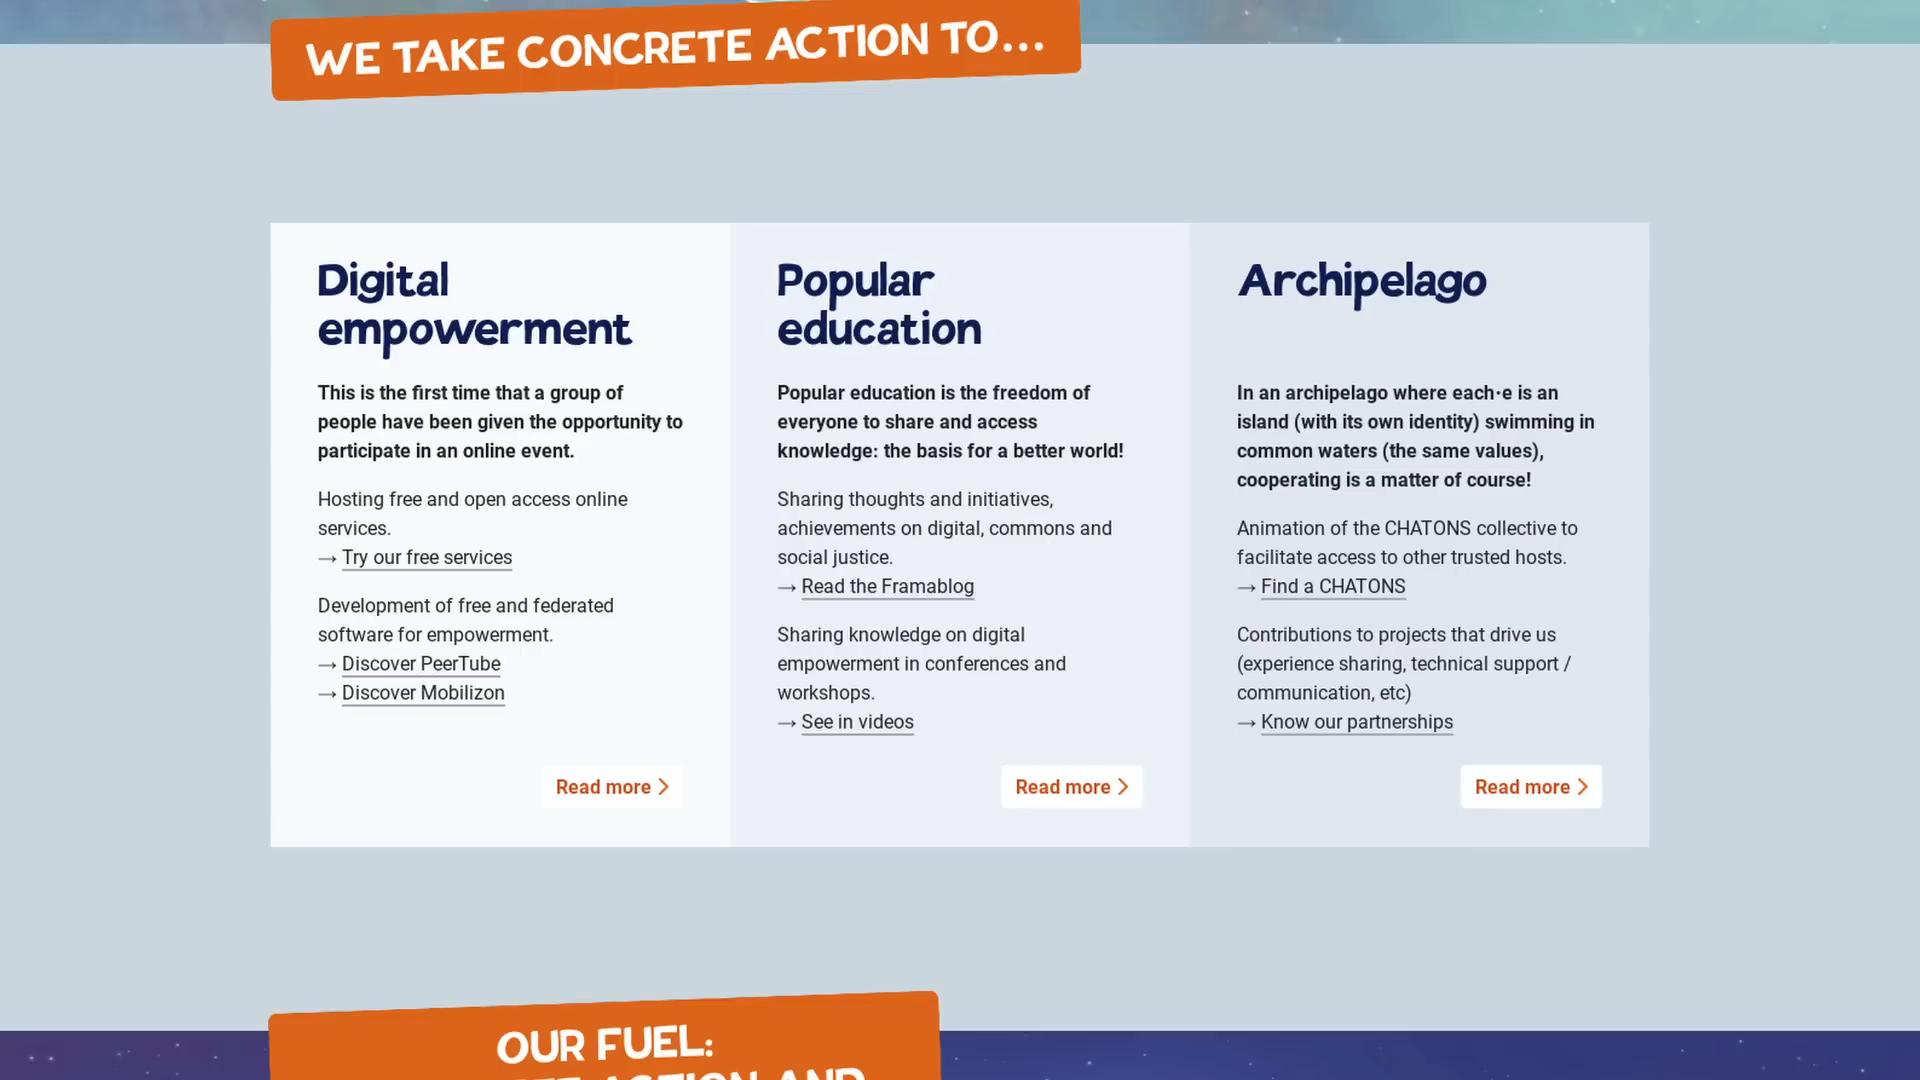 WE TAKE CONCRETE ACTION TO...
Digital
empowerment
This is the first time that a group of
people have been given the opportunity to
participate in an online event.
Hosting free and open access online
services.
→ Try our free services
Development of free and federated
software for empowerment.
→ Discover PeerTube
→ Discover Mobilizon
Read more
Popular
education
Popular education is the freedom of
everyone to share and access
knowledge: the basis for a better world!
Sharing thoughts and initiatives,
achievements on digital, commons and
social justice.
→ Read the Framablog
Sharing knowledge on digital
empowerment in conferences and
workshops.
→ See in videos
Read more
Archipelago
In an archipelago where each·e is an
island (with its own identity) swimming in
common waters (the same values),
cooperating is a matter of course!
Animation of the CHATONS collective to
facilitate access to other trusted hosts.
→ Find a CHATONS
Contributions to projects that drive us
(experience sharing, technical support /
communication, etc)
→ Know our partnerships
Read more
OUR FUEL:
ACTION AND